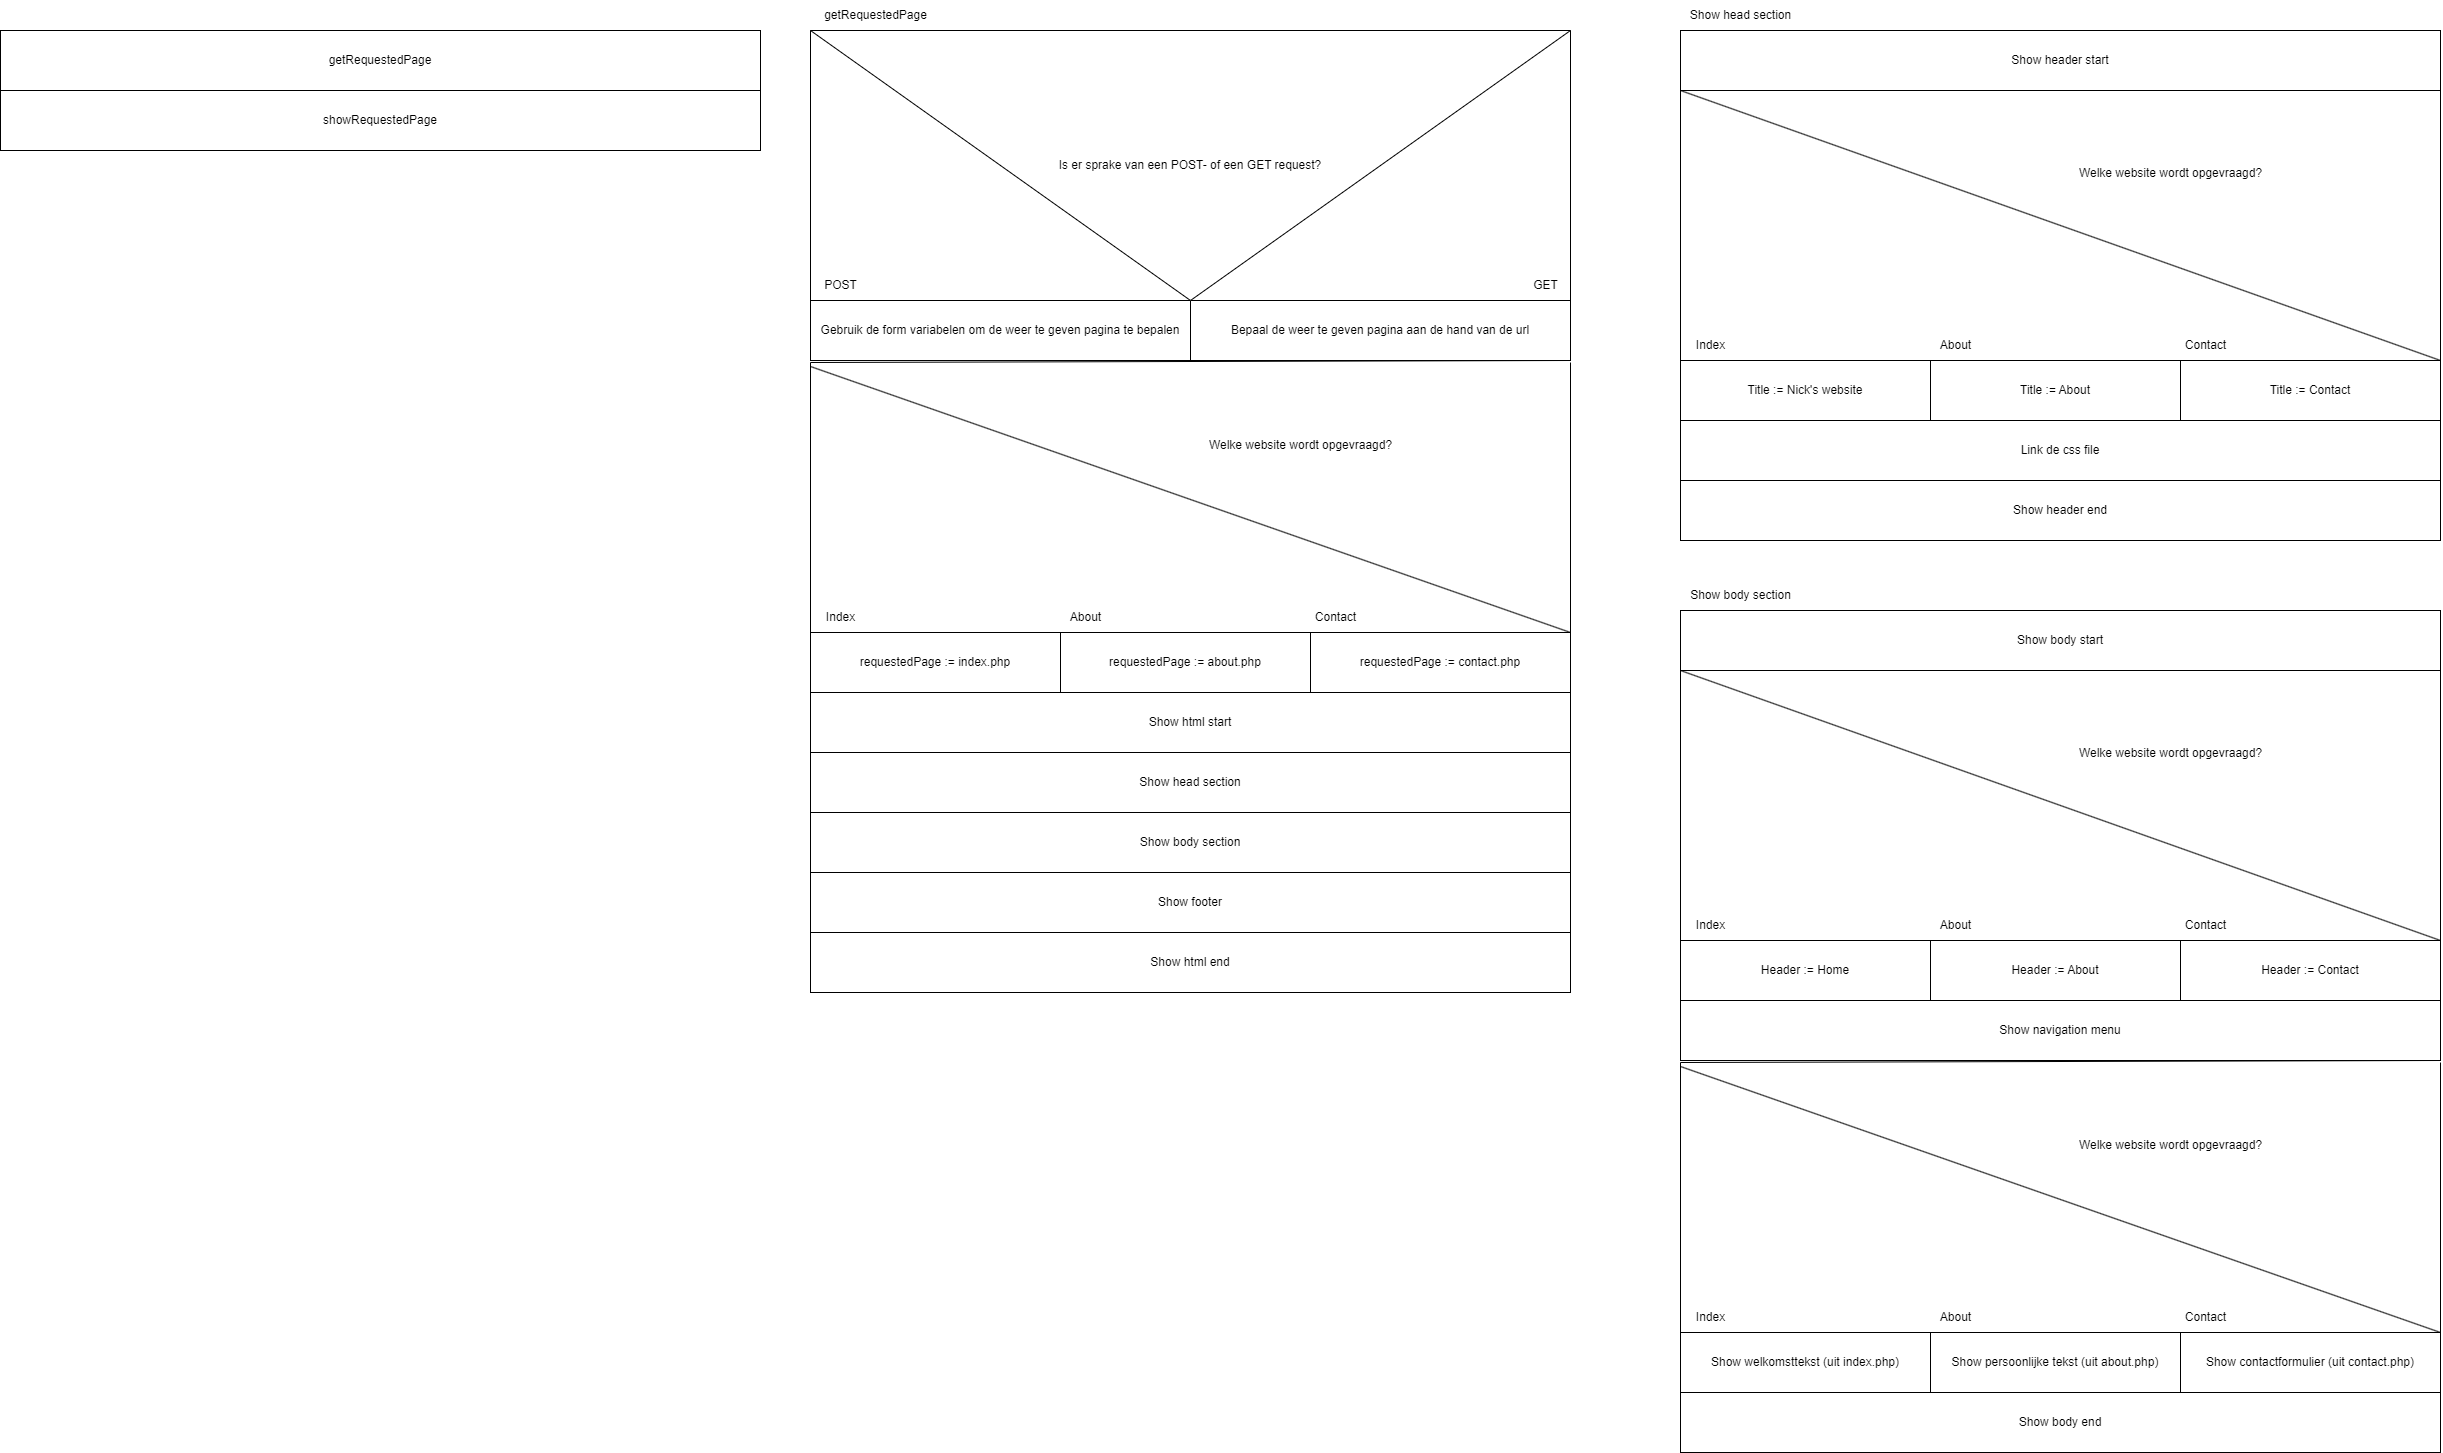 getRequestedPage
showRequestedPage
getRequestedPage
Is er sprake van een POST- of een GET request?
POST
GET
Gebruik de form variabelen om de weer te geven pagina te bepalen
Bepaal de weer te geven pagina aan de hand van de url
Welke website wordt opgevraagd?
Index
About
Contact
requestedPage := index.php
requestedPage := about.php
requestedPage := contact.php
Show html start
Show head section
Show body section
Show footer
Show html end
Show head section
Show header start
Welke website wordt opgevraagd?
Index
About
Contact
Title := Nick's website
Title := About
Title := Contact
Link de css file
Show header end
Show body section
Show body start
Welke website wordt opgevraagd?
Index
About
Contact
Header := Home
Header := About
Header := Contact
Show navigation menu
Welke website wordt opgevraagd?
Index
About
Contact
Show welkomsttekst (uit index.php)
Show persoonlijke tekst (uit about.php)
Show contactformulier (uit contact.php)
Show body end